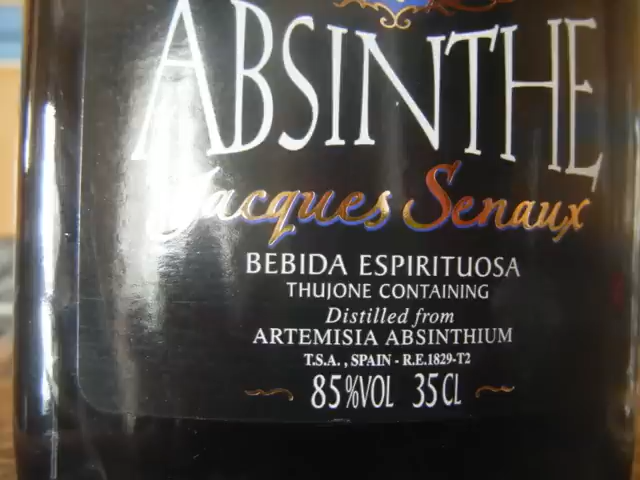 ABSINTHE
Jacques Senaux
BEBIDA ESPIRITUOSA
THUJONE CONTAINING
Distilled from
ARTEMISIA ABSINTHIUM
T.S.A. , SPAIN - R.E.1829-T2
85%VOL 35CL